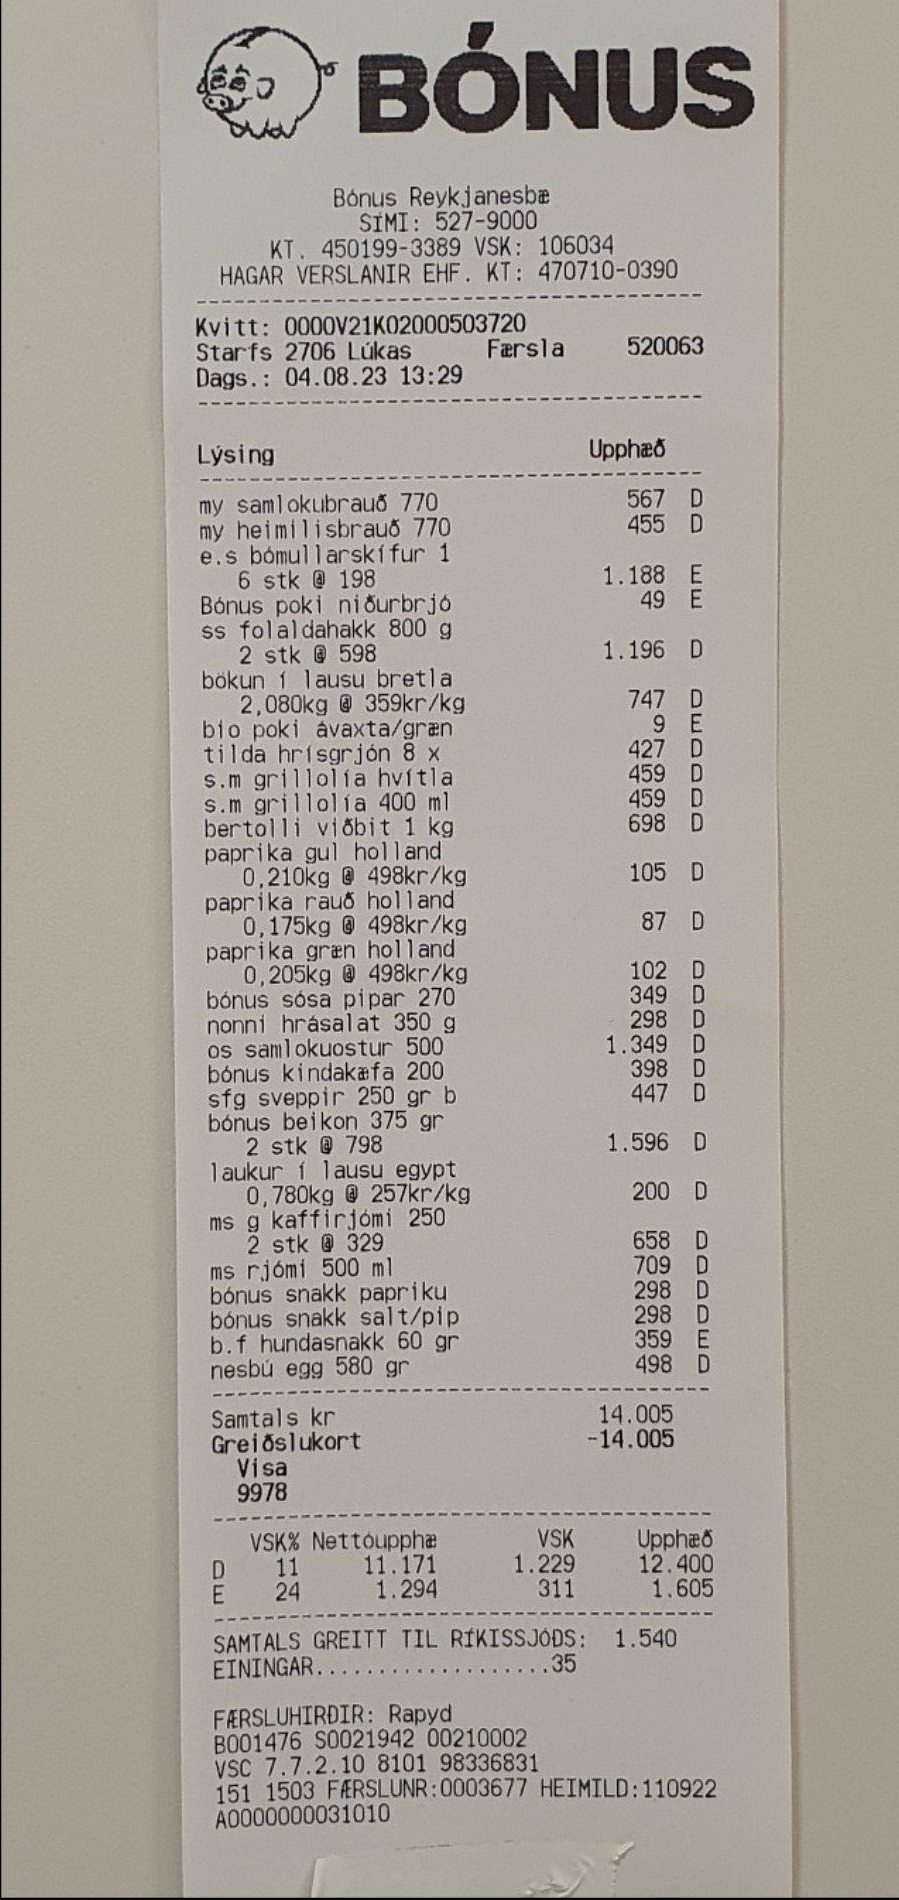 BÓNUS
Bónus Reykjanesbæ
SÍMI: 527-9000
KT. 450199-3389 VSK: 106034
HAGAR VERSLANIR EHF. KT: 470710-0390
Kvitt: 0000V21K02000503720
Starfs 2706 Lúkas Færsla 520063
Dags.: 04.08.23 13:29
Lýsing Upphæð
my samlokubrauð 770 567 D
my heimilisbrauð 770 455 D
e.s bómullarskífur 1
6 stk @ 198 1.188 E
Bónus poki niðurbrjó 49 E
ss folaldahakk 800 g
2 stk @ 598 1.196 D
bökun í lausu bretla
2,080kg @ 359kr/kg 747 D
bio poki ávaxta/græn 9 E
tilda hrísgrjón 8 x 427 D
s.m grillolía hvítla 459 D
s.m grillolía 400 ml 459 D
bertolli viðbit 1 kg 698 D
paprika gul holland
0,210kg @ 498kr/kg 105 D
paprika rauð holland
0,175kg @ 498kr/kg 87 D
paprika græn holland
0,205kg @ 498kr/kg 102 D
bónus sósa pipar 270 349 D
nonni hrásalat 350 g 298 D
os samlokuostur 500 1.349 D
bónus kindakæfa 200 398 D
sfg sveppir 250 gr b 447 D
bónus beikon 375 gr
2 stk @ 798 1.596 D
laukur í lausu egypt
0,780kg @ 257kr/kg 200 D
ms g kaffirjómi 250
2 stk @ 329 658 D
ms rjómi 500 ml 709 D
bónus snakk papriku 298 D
bónus snakk salt/pip 298 D
b.f hundasnakk 60 gr 359 E
nesbú egg 580 gr 498 D
Samtals kr 14.005
Greiðslukort -14.005
Visa
9978
VSK% Nettóupphæ VSK Upphæð
D 11 11.171 1.229 12.400
E 24 1.294 311 1.605
SAMTALS GREITT TIL RÍKISSJÓÐS: 1.540
EININGAR...................35
FÆRSLUHIRÐIR: Rapyd
B001476 S0021942 00210002
VSC 7.7.2.10 8101 98336831
151 1503 FÆRSLUNR:0003677 HEIMILD:110922
A0000000031010